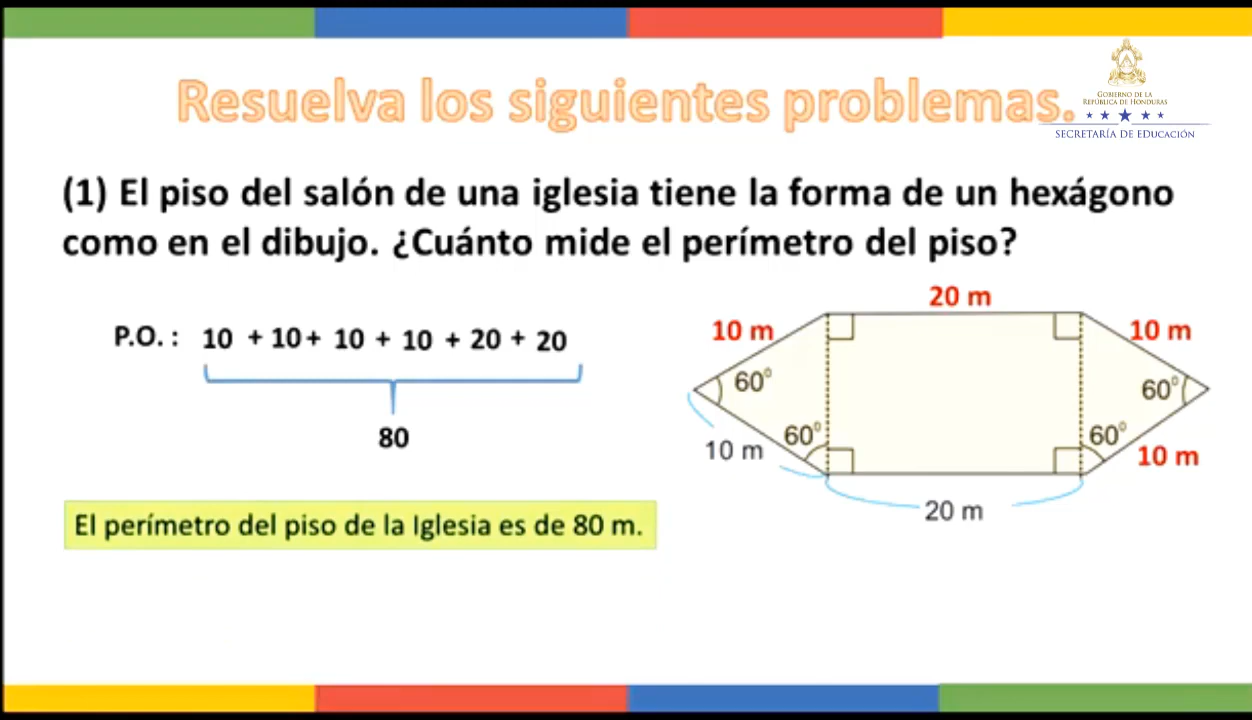 Resuelva los siguientes problemas.
GOBIERNO DE LA
REPÚBLICA DE HONDURAS
SECRETARÍA DE EDUCACIÓN
(1) El piso del salón de una iglesia tiene la forma de un hexágono
como en el dibujo. ¿Cuánto mide el perímetro del piso?
P.O. : 10 + 10 + 10 + 10 + 20 + 20
80
El perímetro del piso de la Iglesia es de 80 m.
20 m
10 m
10 m
60°
60°
60°
60°
10 m
10 m
20 m